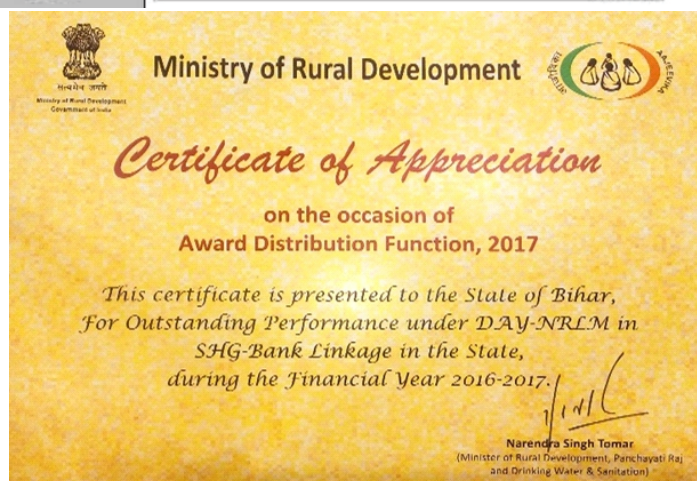 सत्यमेव जयते
Ministry of Rural Development
Government of India
Ministry of Rural Development
आजीविका
AAJEEVIKA
Certificate of Appreciation
on the occasion of
Award Distribution Function, 2017
This certificate is presented to the State of Bihar,
For Outstanding Performance under DAY-NRLM in
SHG-Bank Linkage in the State,
during the Financial Year 2016-2017.
Narendra Singh Tomar
(Minister of Rural Development, Panchayati Raj
and Drinking Water & Sanitation)